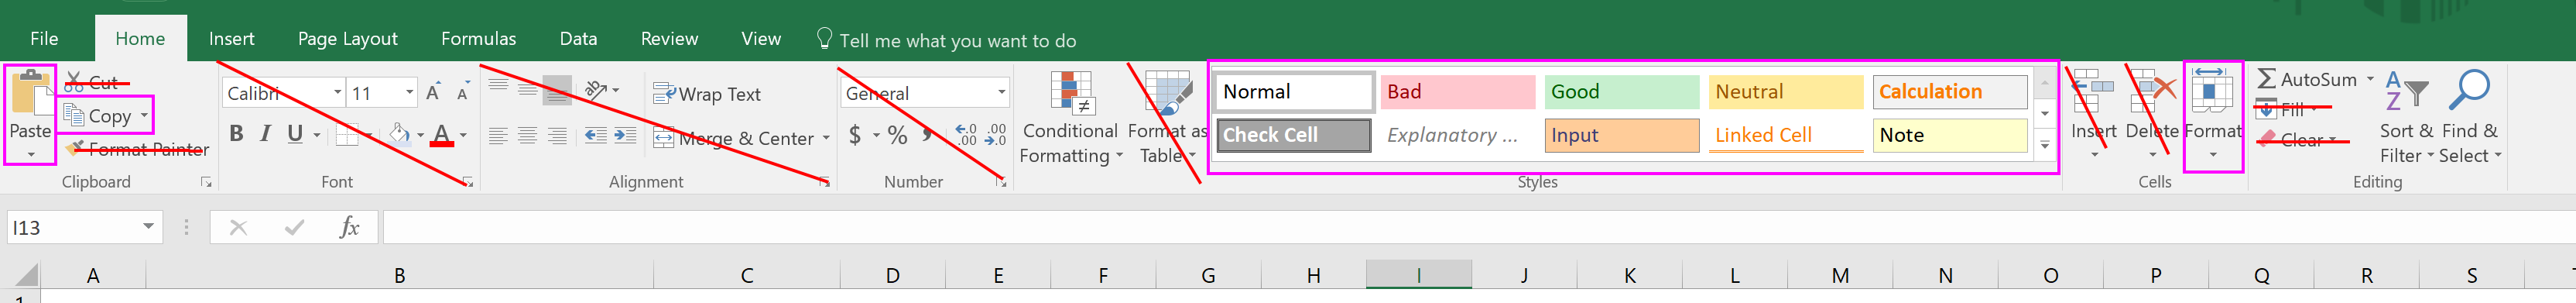 File Home Insert Page Layout Formulas Data Review View Tell me what you want to do
Paste
Cut
Copy
Format Painter
Clipboard
Calibri 11
B I U A
Font
Wrap Text
Merge & Center
Alignment
General
$ % ,
Number
Conditional
Formatting
Format as
Table
Normal Bad Good Neutral Calculation
Check Cell Explanatory ... Input Linked Cell Note
Styles
Insert Delete Format
Cells
AutoSum
Fill
Clear
Sort &
Filter
Find &
Select
Editing
I13 fx
A B C D E F G H I J K L M N O P Q R S
1